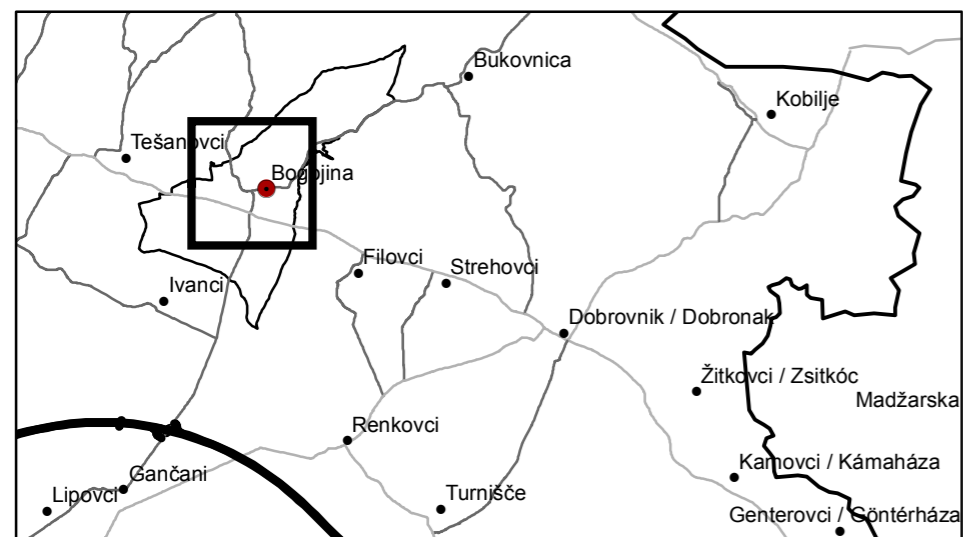 Bukovnica
Kobilje
Tešanovci
Bogojina
Filovci
Strehovci
Ivanci
Dobrovnik / Dobronak
Žitkovci / Zsitkóc
Madžarska
Renkovci
Kamovci / Kámaháza
Gančani
Lipovci
Turnišče
Genterovci / Göntérháza